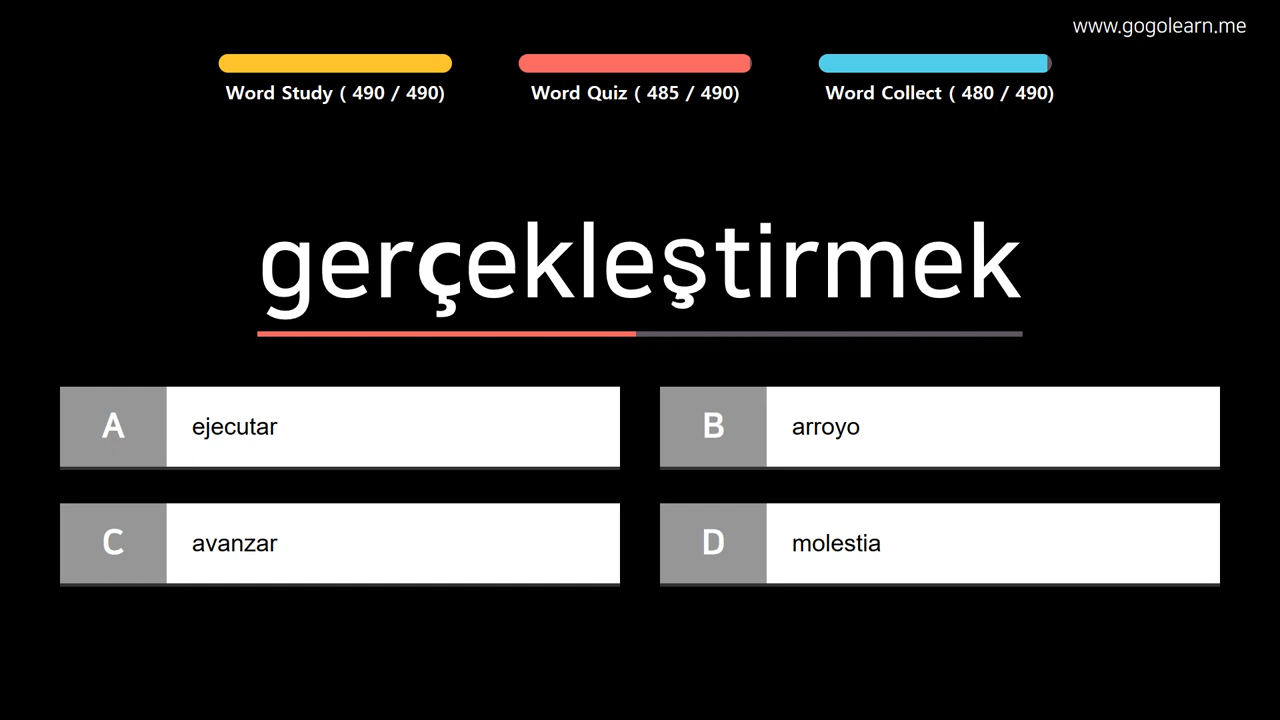 www.gogolearn.me
Word Study ( 490 / 490)
Word Quiz ( 485 / 490)
Word Collect ( 480 / 490)
gerçekleştirmek
A
ejecutar
B
arroyo
C
avanzar
D
molestia